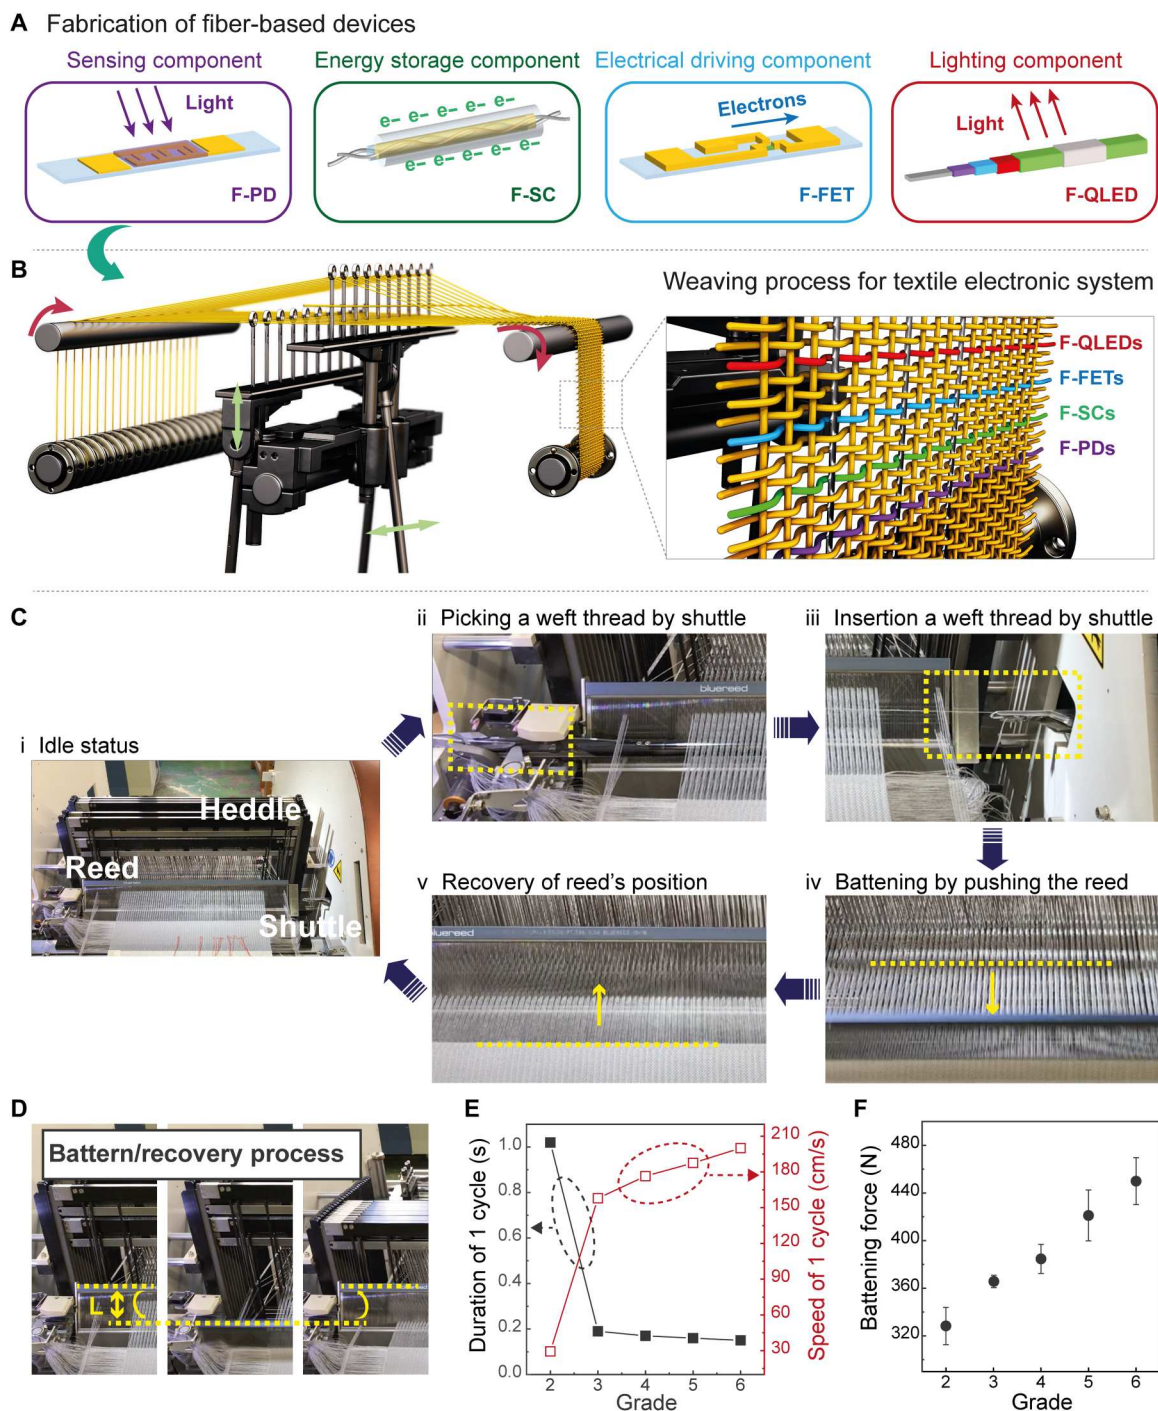 A Fabrication of fiber-based devices
Sensing component
Energy storage component
Electrical driving component
Lighting component
Light
e– e– e– e– e–
Electrons
Light
e– e– e– e– e–
F-PD
F-SC
F-FET
F-QLED
B
Weaving process for textile electronic system
F-QLEDs
F-FETs
F-SCs
F-PDs
C
ii Picking a weft thread by shuttle
iii Insertion a weft thread by shuttle
bluereed
i Idle status
Heddle
Reed
Shuttle
v Recovery of reed's position
iv Battening by pushing the reed
bluereed
D
Battern/recovery process
L
E
Duration of 1 cycle (s)
1.0
0.8
0.6
0.4
0.2
0.0
2 3 4 5 6
Grade
210
180
150
120
90
60
30
Speed of 1 cycle (cm/s)
F
Battening force (N)
480
440
400
360
320
2 3 4 5 6
Grade